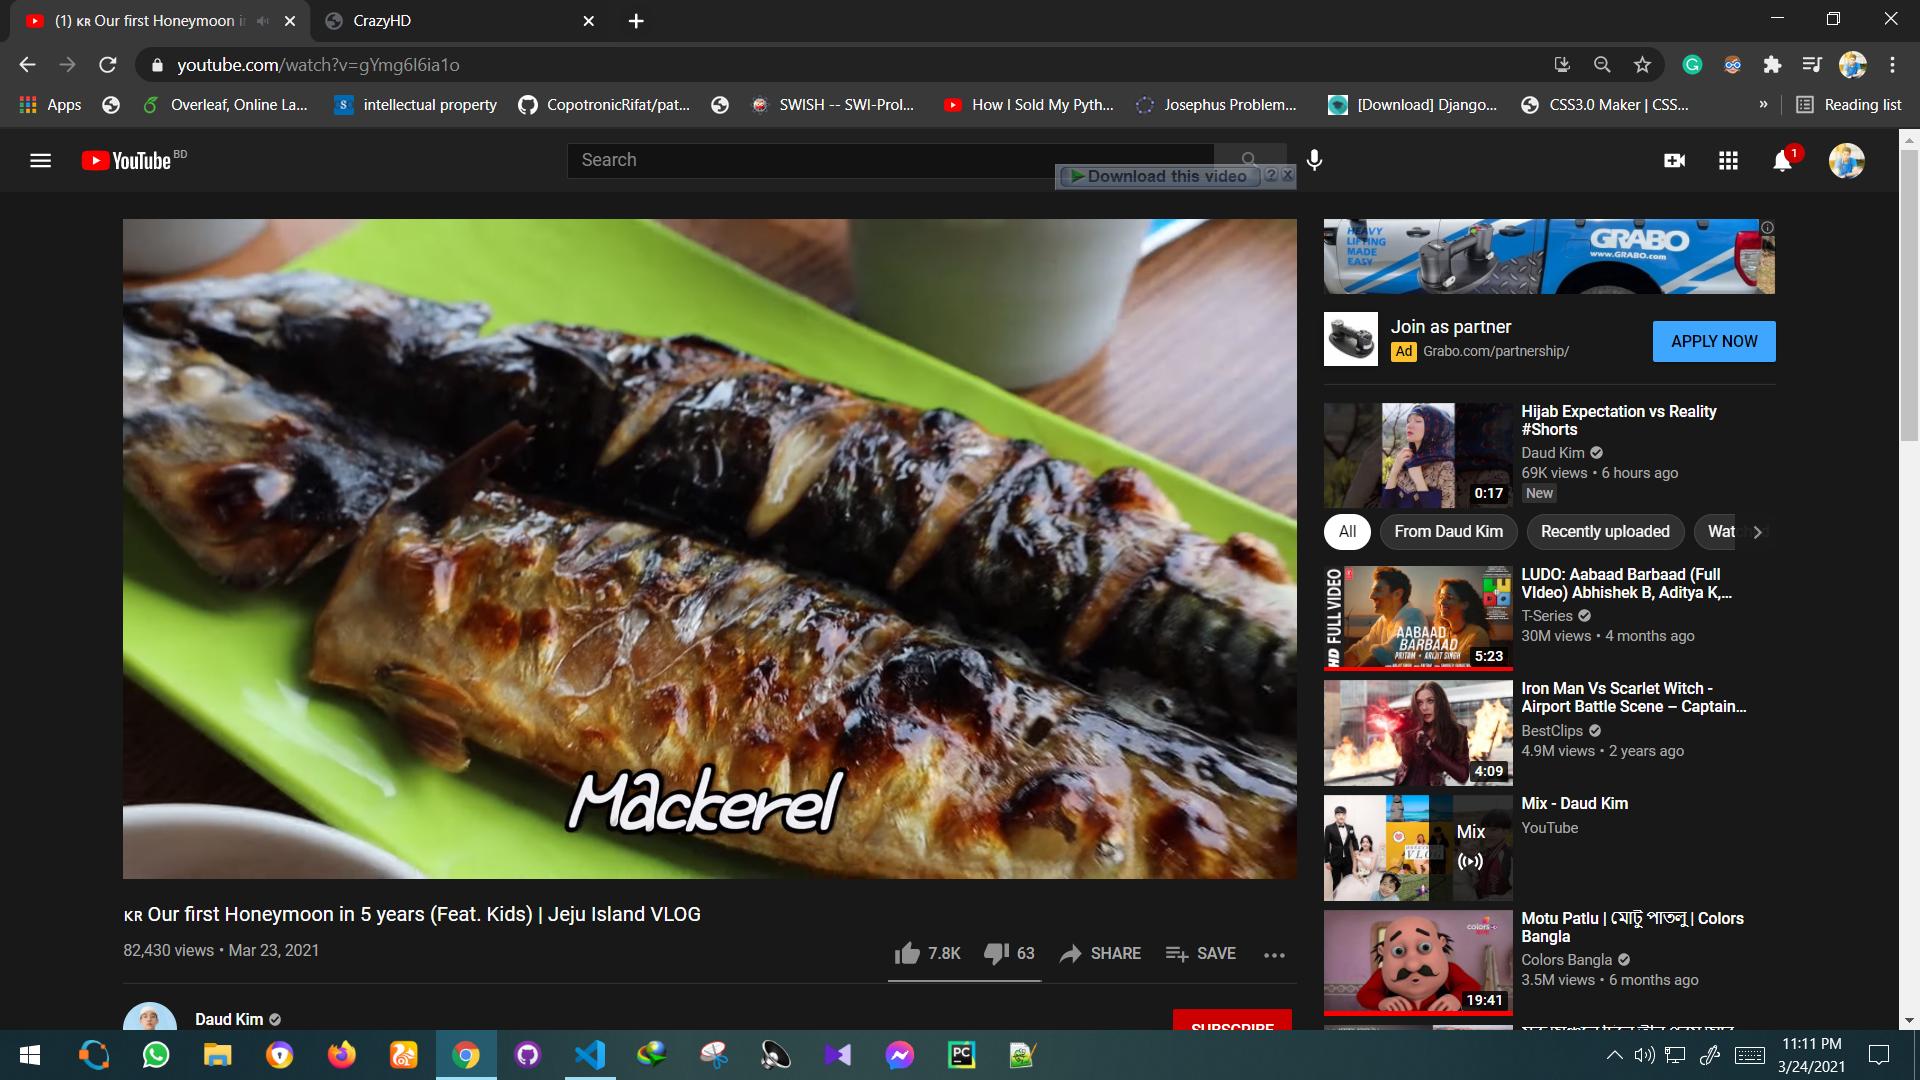 (1) KR Our first Honeymoon i
CrazyHD
youtube.com/watch?v=gYmg6l6ia1o
Apps
Overleaf, Online La...
intellectual property
CopotronicRifat/pat...
SWISH -- SWI-Prol...
How I Sold My Pyth...
Josephus Problem...
[Download] Django...
CSS3.0 Maker | CSS...
»
Reading list
YouTube BD
Search
Download this video
1
HEAVY
LIFTING
MADE
EASY
GRABO
www.GRABO.com
Join as partner
Ad Grabo.com/partnership/
APPLY NOW
Hijab Expectation vs Reality
#Shorts
Daud Kim
69K views • 6 hours ago
New
0:17
All
From Daud Kim
Recently uploaded
Watched
HD FULL VIDEO
AABAAD
BARBAAD
PRITAM • ARIJIT SINGH
5:23
LUDO: Aabaad Barbaad (Full
VIdeo) Abhishek B, Aditya K,...
T-Series
30M views • 4 months ago
Iron Man Vs Scarlet Witch -
Airport Battle Scene – Captain...
BestClips
4.9M views • 2 years ago
4:09
Mix - Daud Kim
YouTube
Mix
VLOG
Motu Patlu | মোটু পাতলু | Colors
Bangla
Colors Bangla
3.5M views • 6 months ago
colors
19:41
Mackerel
KR Our first Honeymoon in 5 years (Feat. Kids) | Jeju Island VLOG
82,430 views • Mar 23, 2021
7.8K
63
SHARE
SAVE
Daud Kim
SUBSCRIBE
PC
11:11 PM
3/24/2021